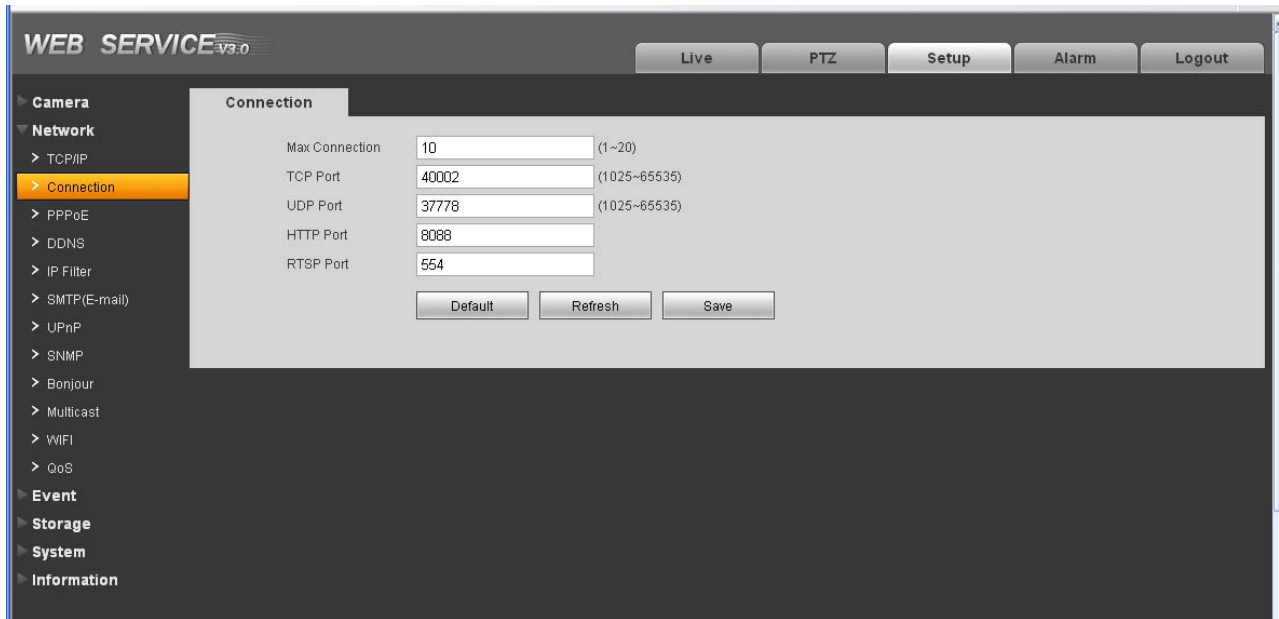 WEB SERVICE V3.0
Live PTZ Setup Alarm Logout
Camera
Network
> TCP/IP
> Connection
> PPPoE
> DDNS
> IP Filter
> SMTP(E-mail)
> UPnP
> SNMP
> Bonjour
> Multicast
> WIFI
> QoS
Event
Storage
System
Information
Connection
Max Connection 10 (1~20)
TCP Port 40002 (1025~65535)
UDP Port 37778 (1025~65535)
HTTP Port 8088
RTSP Port 554
Default Refresh Save